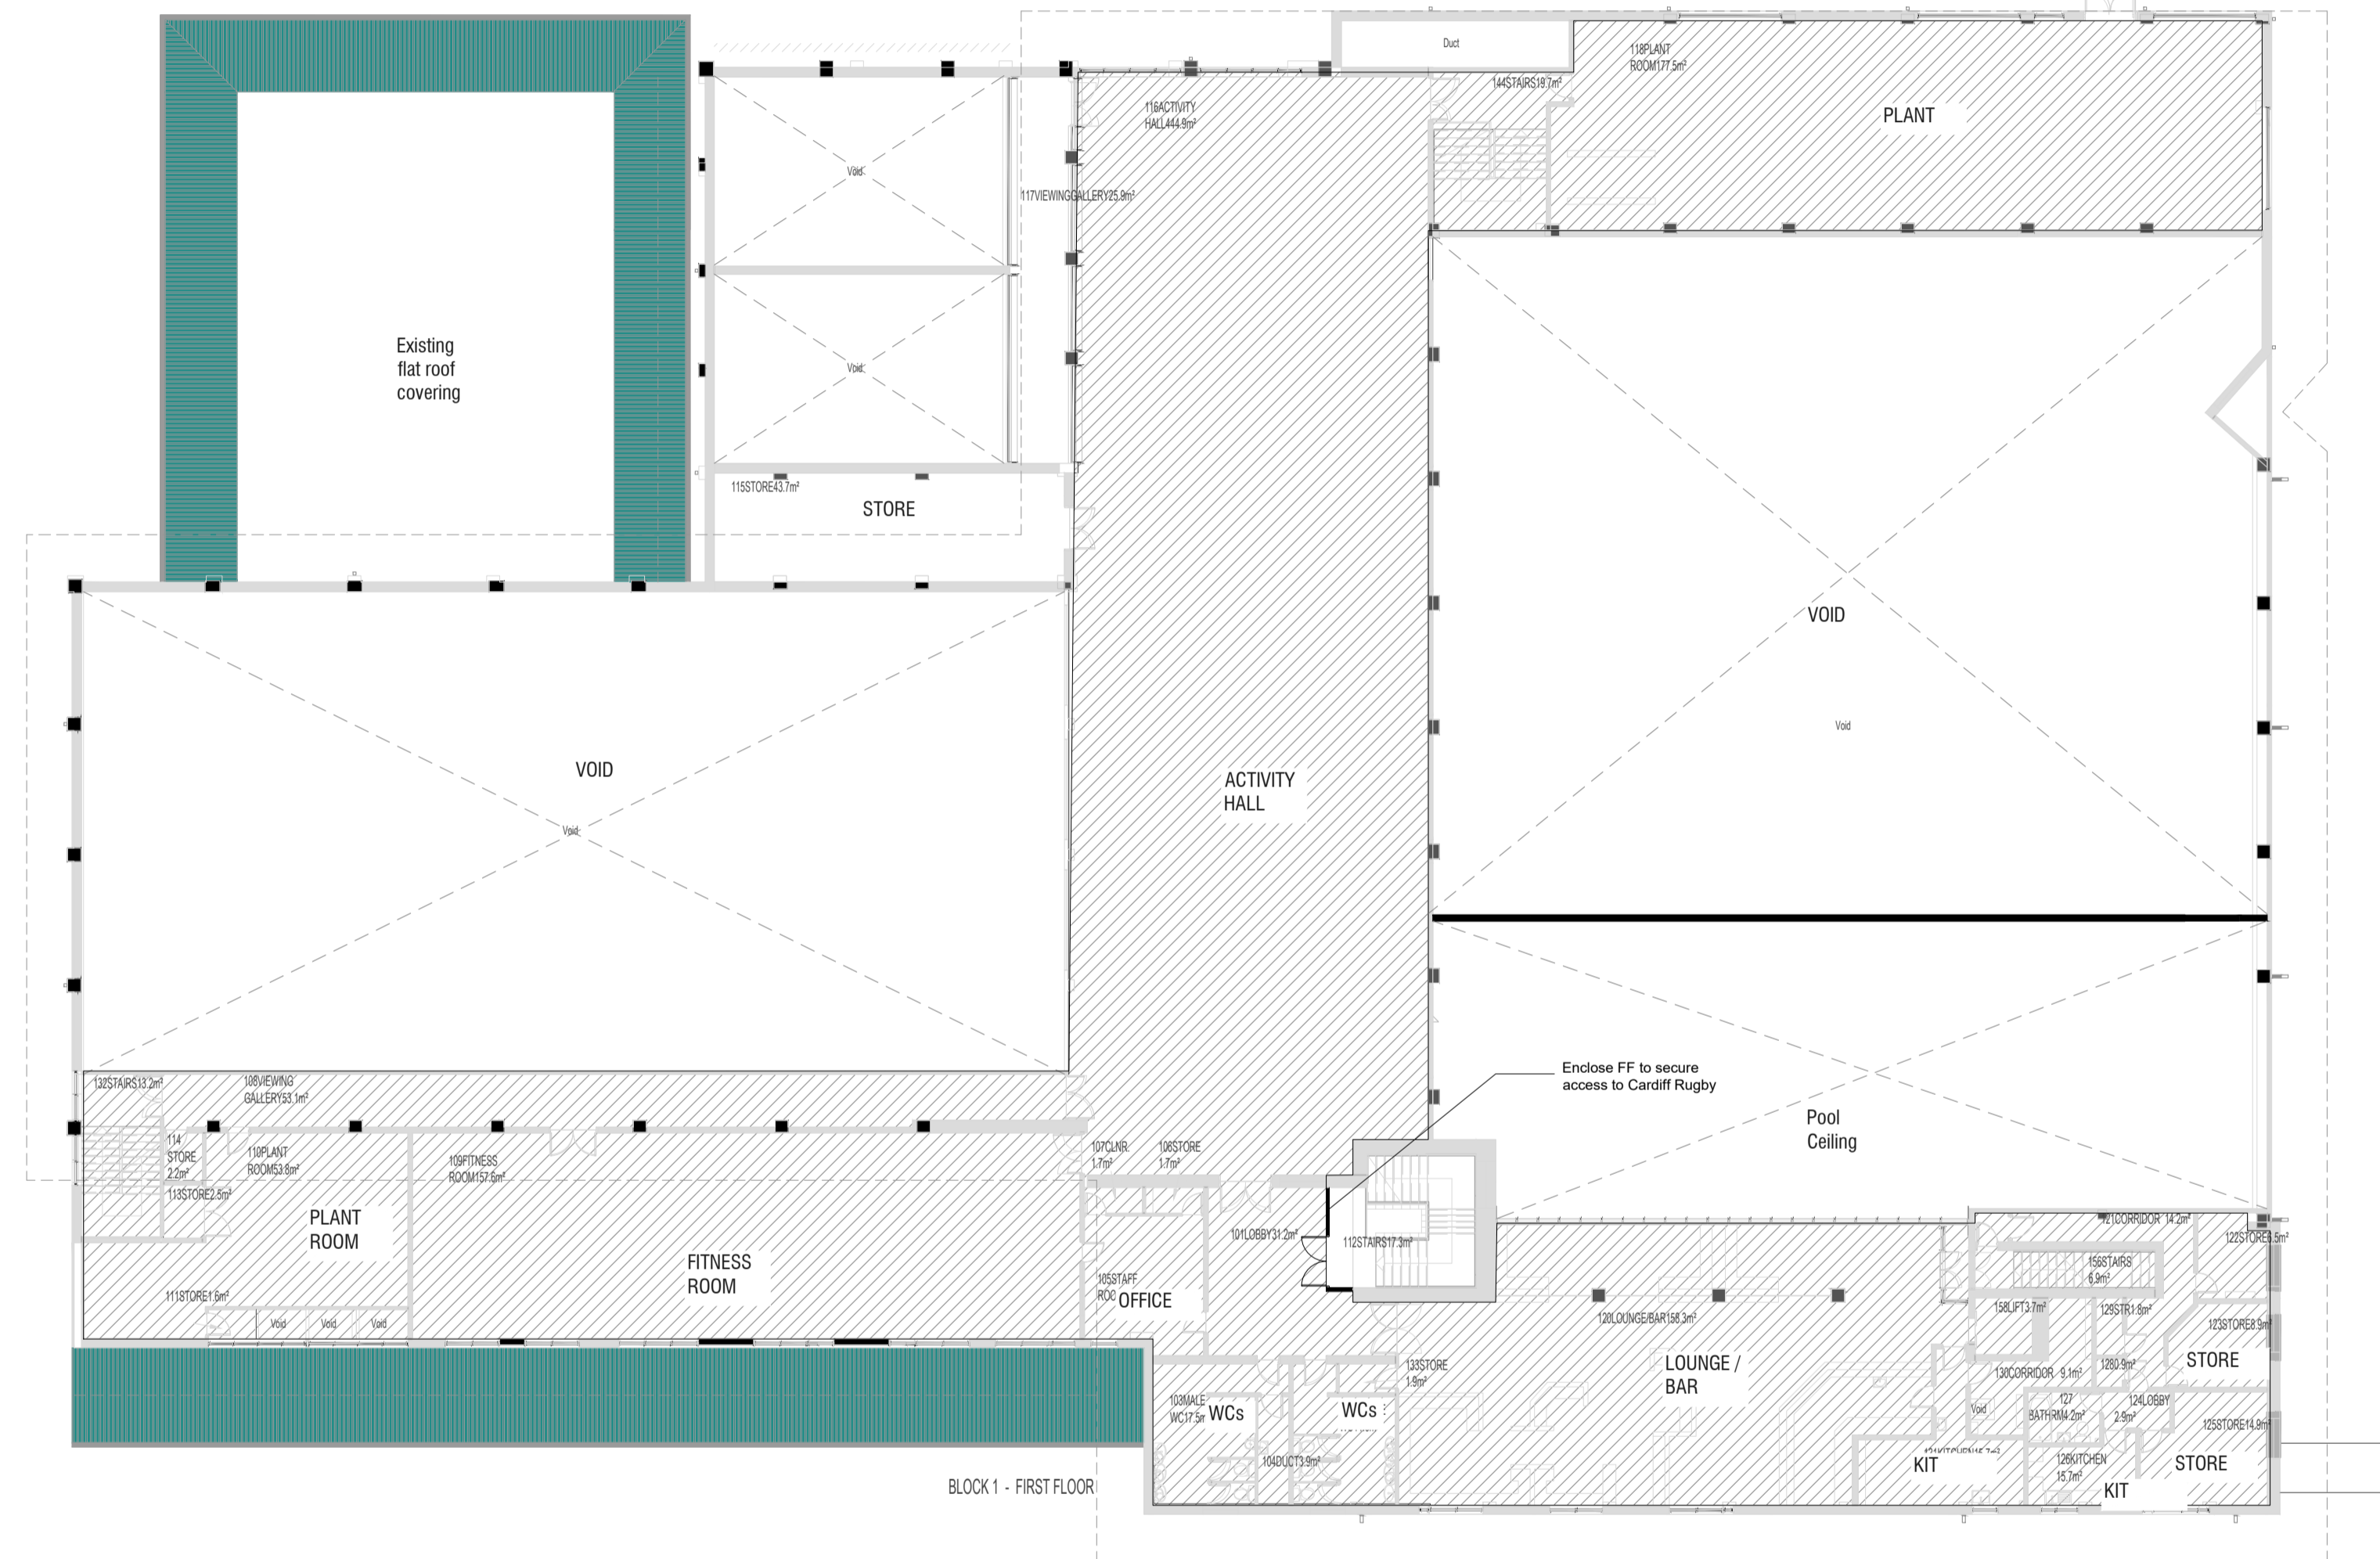 Duct
118PLANT
ROOM177.5m²
144STAIRS19.7m²
PLANT
116ACTIVITY
HALL444.9m²
Void
117VIEWINGGALLERY25.9m²
Existing
flat roof
covering
Void
115STORE43.7m²
STORE
VOID
Void
VOID
Void
ACTIVITY
HALL
Enclose FF to secure
access to Cardiff Rugby
Pool
Ceiling
132STAIRS13.2m²
108VIEWING
GALLERY53.1m²
114
STORE
2.2m²
110PLANT
ROOM53.8m²
113STORE2.5m²
109FITNESS
ROOM157.6m²
107CLNR.
1.7m²
106STORE
1.7m²
PLANT
ROOM
FITNESS
ROOM
101LOBBY31.2m²
112STAIRS17.3m²
121CORRIDOR 14.2m²
122STORE6.5m²
156STAIRS
6.9m²
105STAFF
OFFICE
111STORE1.6m²
Void
Void
Void
120LOUNGE/BAR158.3m²
158LIFT3.7m²
129STR1.8m²
123STORE8.9m²
LOUNGE /
BAR
133STORE
1.9m²
130CORRIDOR 9.1m²
1280.9m²
STORE
103MALE
WC17.5m
WCs
WCs
Void
127
BATHRM4.2m²
124LOBBY
2.9m²
125STORE14.9m²
104DUCT3.9m²
KIT
126KITCHEN
15.7m²
STORE
KIT
BLOCK 1 - FIRST FLOOR